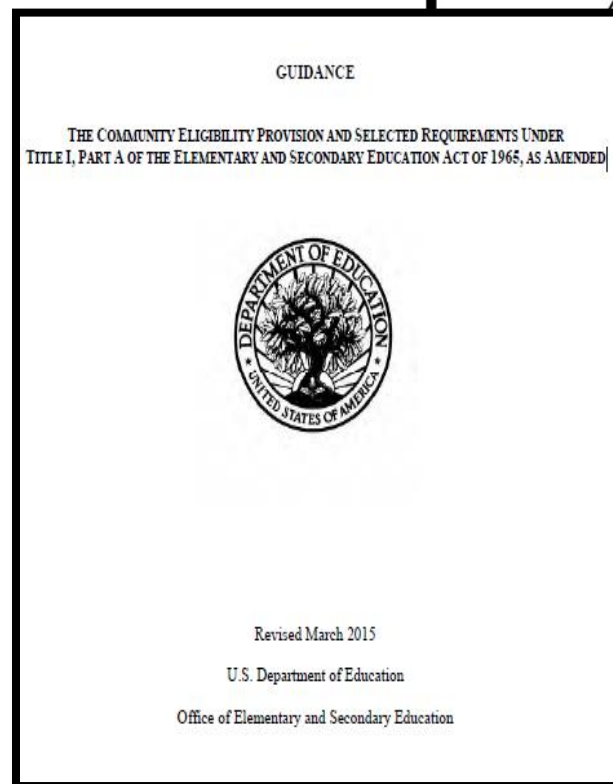 GUIDANCE
THE COMMUNITY ELIGIBILITY PROVISION AND SELECTED REQUIREMENTS UNDER
TITLE I, PART A OF THE ELEMENTARY AND SECONDARY EDUCATION ACT OF 1965, AS AMENDED
DEPARTMENT OF EDUCATION
UNITED STATES OF AMERICA
Revised March 2015
U.S. Department of Education
Office of Elementary and Secondary Education